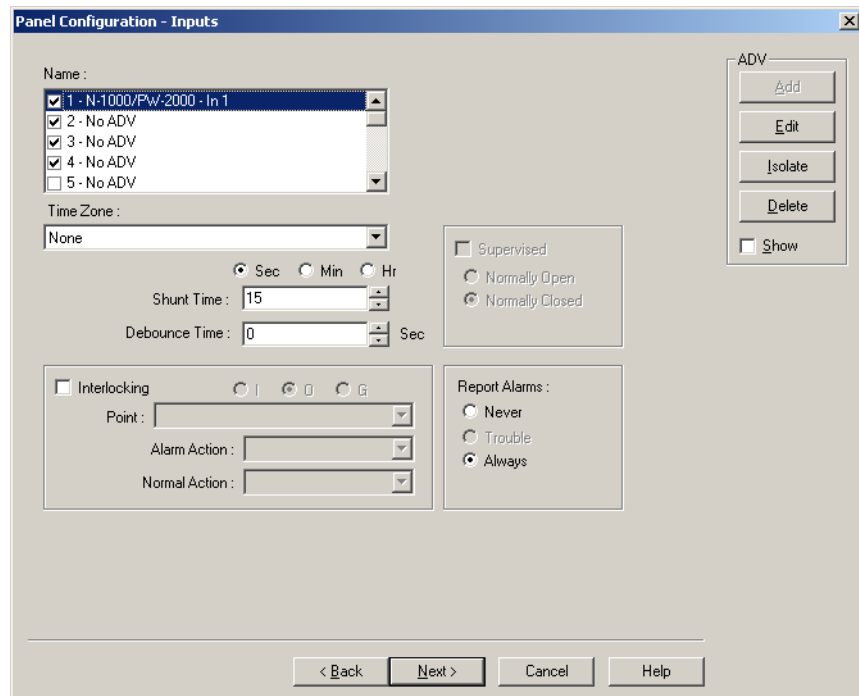 Panel Configuration - Inputs
Name :
1 - N-1000/PW-2000 - In 1
2 - No ADV
3 - No ADV
4 - No ADV
5 - No ADV
Time Zone :
None
Sec Min Hr
Shunt Time : 15
Debounce Time : 0 Sec
Supervised
Normally Open
Normally Closed
Interlocking I O G
Point :
Alarm Action :
Normal Action :
Report Alarms :
Never
Trouble
Always
ADV
Add
Edit
Isolate
Delete
Show
< Back Next > Cancel Help